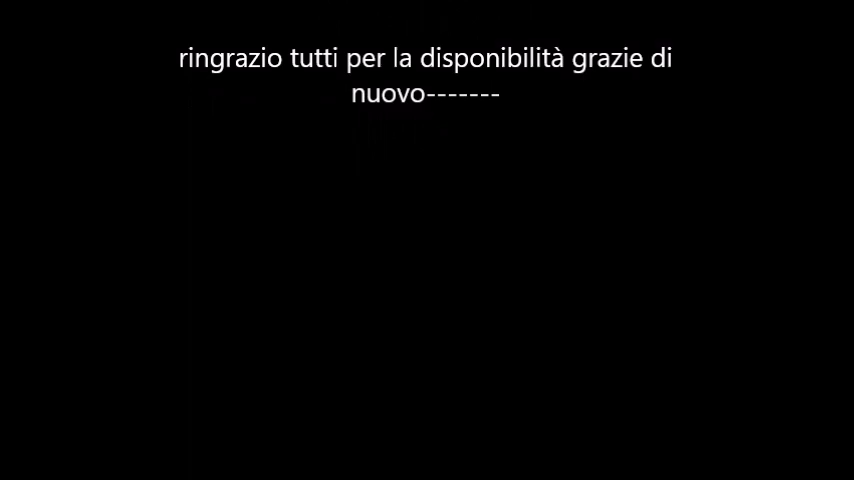 ringrazio tutti per la disponibilità grazie di
nuovo-------